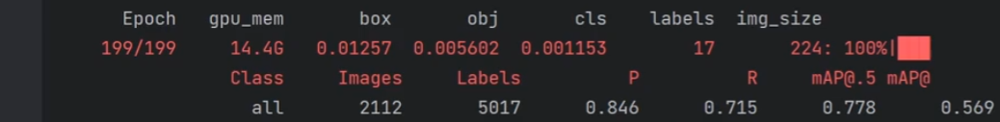 Epoch gpu_mem box obj cls labels img_size
199/199 14.4G 0.01257 0.005602 0.001153 17 224: 100%|███
Class Images Labels P R mAP@.5 mAP@
all 2112 5017 0.846 0.715 0.778 0.569